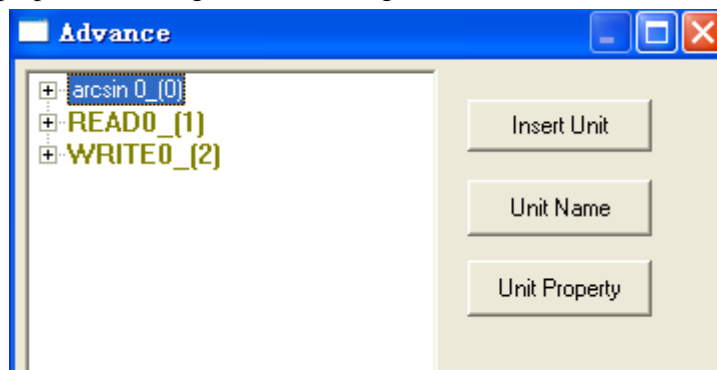 Advance
arcsin 0_(0)
READ0_(1)
WRITE0_(2)
Insert Unit
Unit Name
Unit Property